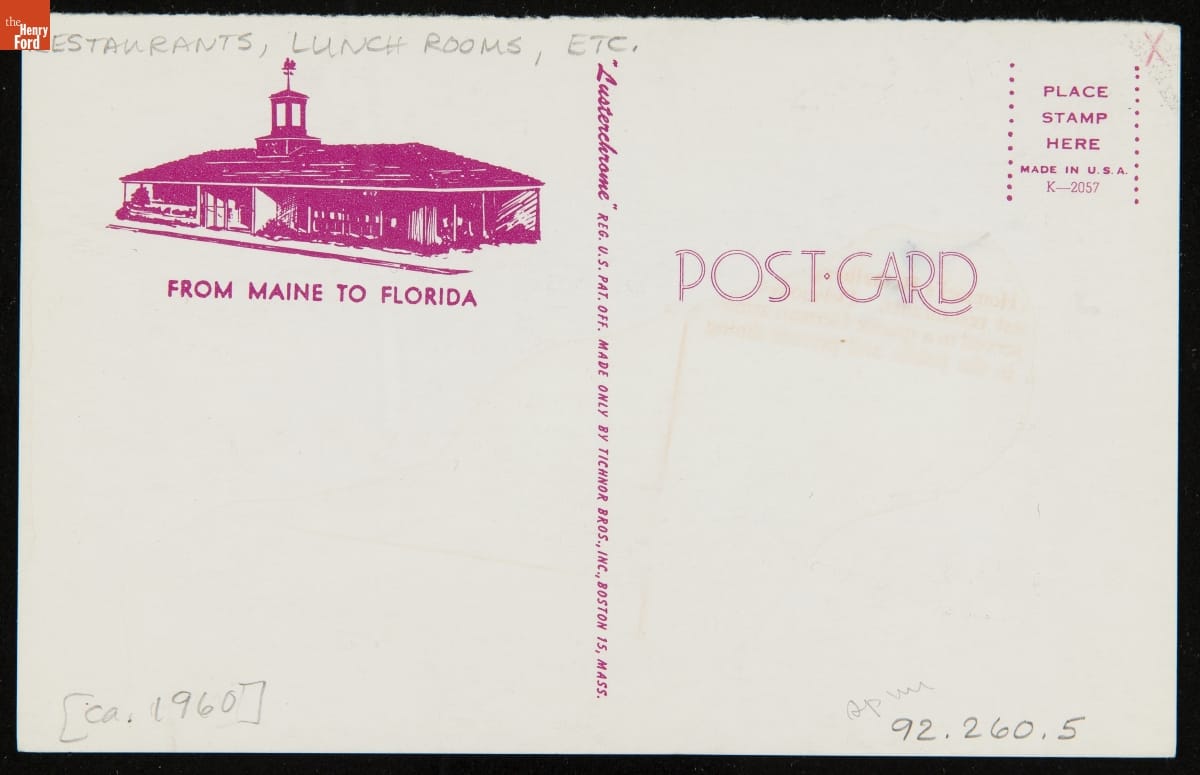 the
Henry
Ford
RESTAURANTS, LUNCH ROOMS, ETC.
FROM MAINE TO FLORIDA
"Lusterchrome" REG. U.S. PAT. OFF. MADE ONLY BY TICHNOR BROS., INC., BOSTON 15, MASS.
PLACE
STAMP
HERE
MADE IN U.S.A.
K—2057
POST·CARD
[ca. 1960]
92.260.5